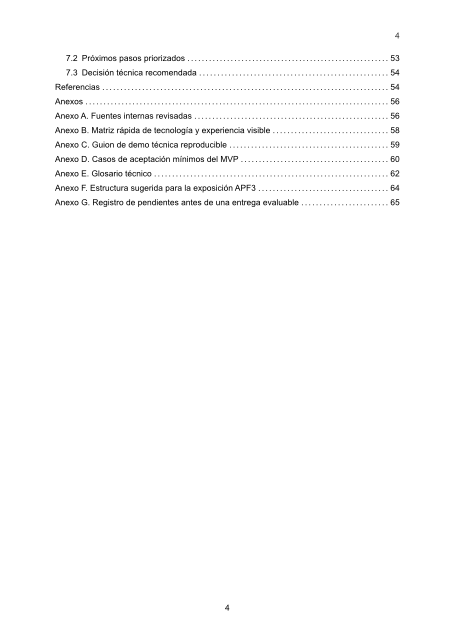 4
7.2 Próximos pasos priorizados . . . . . . . . . . . . . . . . . . . . . . . . . . . . . . . . . . . . . . . . . . . . . . . . . . . . . . . . 53
7.3 Decisión técnica recomendada . . . . . . . . . . . . . . . . . . . . . . . . . . . . . . . . . . . . . . . . . . . . . . . . . . . . . 54
Referencias . . . . . . . . . . . . . . . . . . . . . . . . . . . . . . . . . . . . . . . . . . . . . . . . . . . . . . . . . . . . . . . . . . . . . . . . . . . . . . . . 54
Anexos . . . . . . . . . . . . . . . . . . . . . . . . . . . . . . . . . . . . . . . . . . . . . . . . . . . . . . . . . . . . . . . . . . . . . . . . . . . . . . . . . . . . . 56
Anexo A. Fuentes internas revisadas . . . . . . . . . . . . . . . . . . . . . . . . . . . . . . . . . . . . . . . . . . . . . . . . . . . . . . 56
Anexo B. Matriz rápida de tecnología y experiencia visible . . . . . . . . . . . . . . . . . . . . . . . . . . . . . . . . 58
Anexo C. Guion de demo técnica reproducible . . . . . . . . . . . . . . . . . . . . . . . . . . . . . . . . . . . . . . . . . . . . 59
Anexo D. Casos de aceptación mínimos del MVP . . . . . . . . . . . . . . . . . . . . . . . . . . . . . . . . . . . . . . . . . 60
Anexo E. Glosario técnico . . . . . . . . . . . . . . . . . . . . . . . . . . . . . . . . . . . . . . . . . . . . . . . . . . . . . . . . . . . . . . . . . 62
Anexo F. Estructura sugerida para la exposición APF3 . . . . . . . . . . . . . . . . . . . . . . . . . . . . . . . . . . . . 64
Anexo G. Registro de pendientes antes de una entrega evaluable . . . . . . . . . . . . . . . . . . . . . . . . 65
4